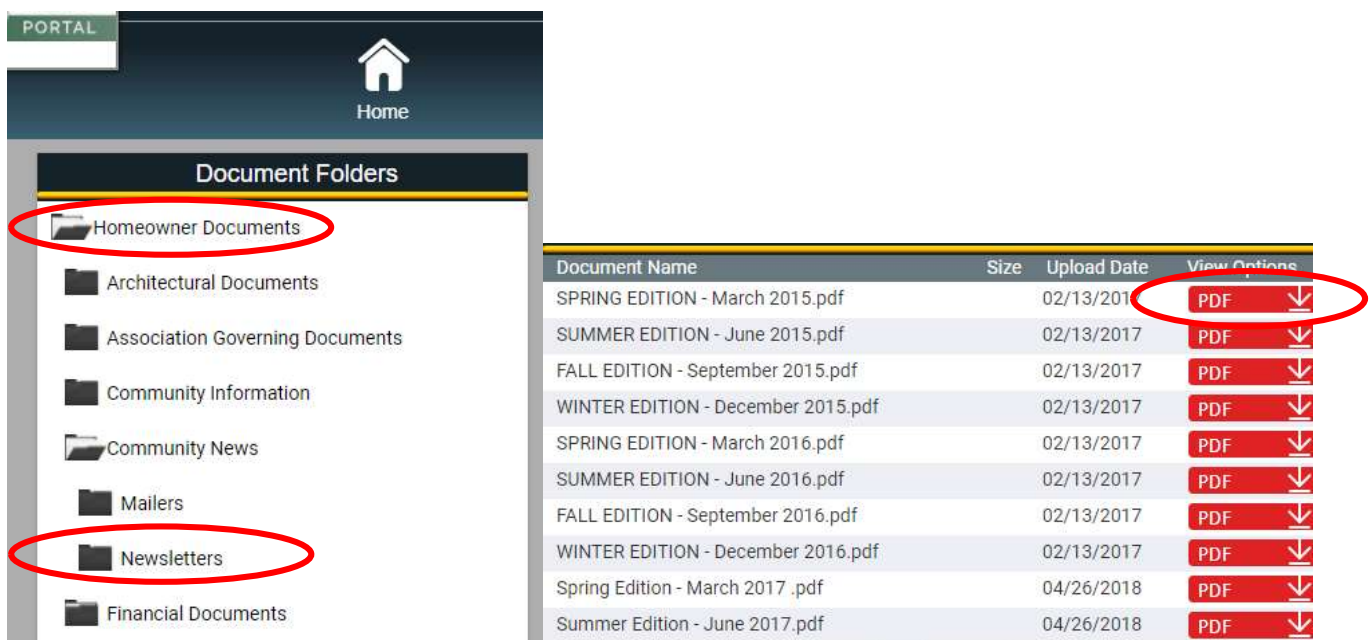 PORTAL
Home
Document Folders
Homeowner Documents
Architectural Documents
Association Governing Documents
Community Information
Community News
Mailers
Newsletters
Financial Documents
Document Name Size Upload Date View Options
SPRING EDITION - March 2015.pdf 02/13/2017 PDF
SUMMER EDITION - June 2015.pdf 02/13/2017 PDF
FALL EDITION - September 2015.pdf 02/13/2017 PDF
WINTER EDITION - December 2015.pdf 02/13/2017 PDF
SPRING EDITION - March 2016.pdf 02/13/2017 PDF
SUMMER EDITION - June 2016.pdf 02/13/2017 PDF
FALL EDITION - September 2016.pdf 02/13/2017 PDF
WINTER EDITION - December 2016.pdf 02/13/2017 PDF
Spring Edition - March 2017 .pdf 04/26/2018 PDF
Summer Edition - June 2017.pdf 04/26/2018 PDF